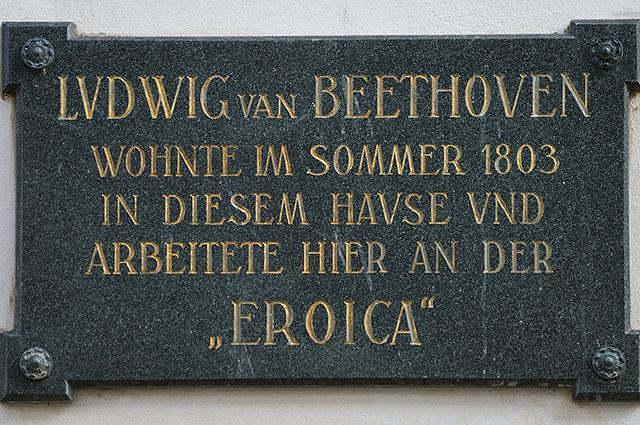 LVDWIG VAN BEETHOVEN
WOHNTE IM SOMMER 1803
IN DIESEM HAVSE VND
ARBEITETE HIER AN DER
„EROICA“